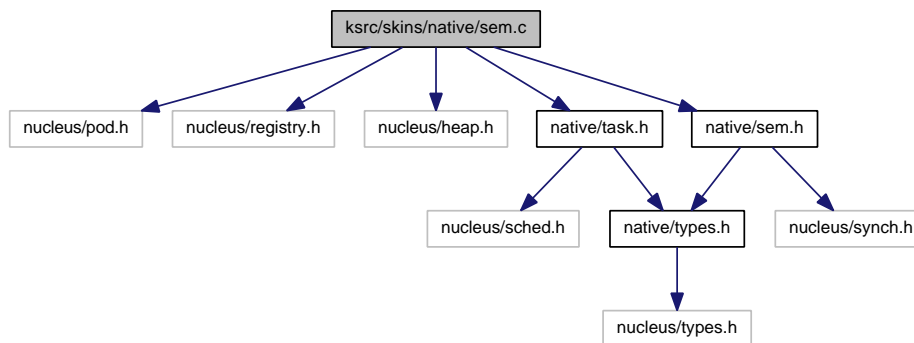 ksrc/skins/native/sem.c
nucleus/pod.h
nucleus/registry.h
nucleus/heap.h
native/task.h
native/sem.h
nucleus/sched.h
native/types.h
nucleus/synch.h
nucleus/types.h